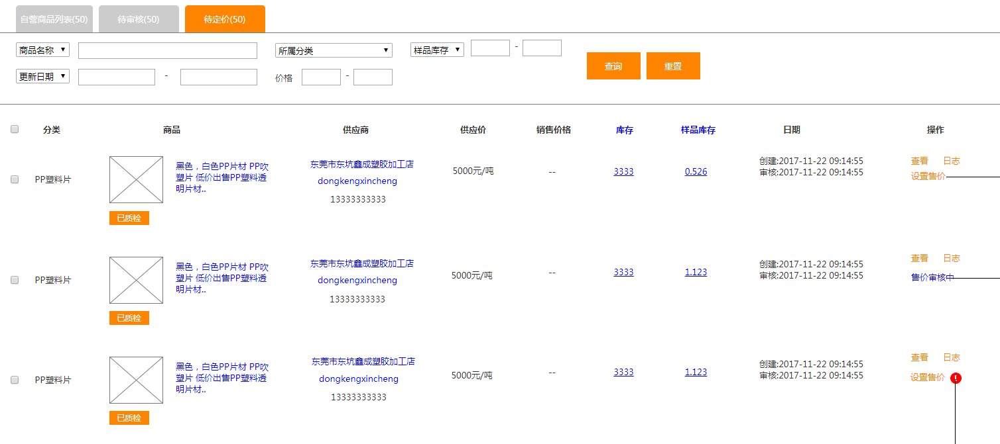 自营商品列表(50) 待审核(50) 待定价(50)
商品名称 所属分类 样品库存 -
查询 重置
更新日期 - 价格 -
分类 商品 供应商 供应价 销售价格 库存 样品库存 日期 操作
PP塑料片
黑色，白色PP片材 PP吹
塑片 低价出售PP塑料透
明片材..
已质检
东莞市东坑鑫成塑胶加工店
dongkengxincheng
13333333333
5000元/吨
--
3333
0.526
创建:2017-11-22 09:14:55
审核:2017-11-22 09:14:55
查看 日志
设置售价
PP塑料片
黑色，白色PP片材 PP吹
塑片 低价出售PP塑料透
明片材..
已质检
东莞市东坑鑫成塑胶加工店
dongkengxincheng
13333333333
5000元/吨
--
3333
1.123
创建:2017-11-22 09:14:55
审核:2017-11-22 09:14:55
查看 日志
售价审核中
PP塑料片
黑色，白色PP片材 PP吹
塑片 低价出售PP塑料透
明片材..
已质检
东莞市东坑鑫成塑胶加工店
dongkengxincheng
13333333333
5000元/吨
--
3333
1.123
创建:2017-11-22 09:14:55
审核:2017-11-22 09:14:55
查看 日志
设置售价 !